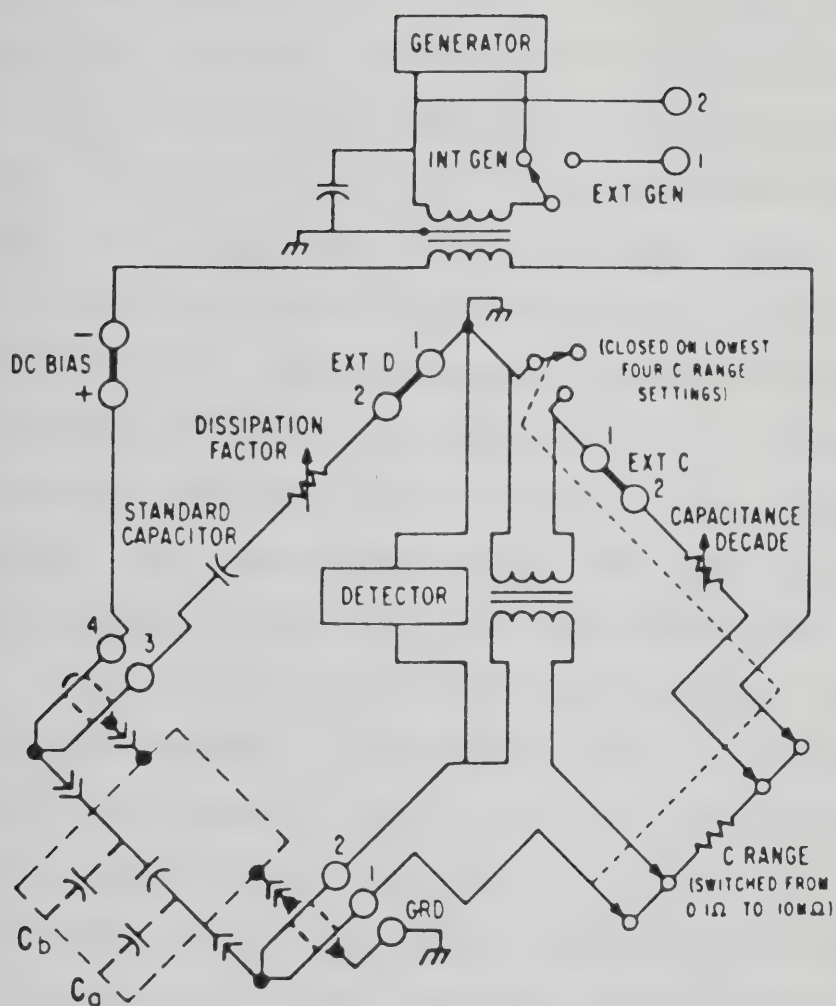 GENERATOR
2
INT GEN
1
EXT GEN
−
DC BIAS
+
1
EXT D
2
(CLOSED ON LOWEST
FOUR C RANGE
SETTINGS)
DISSIPATION
FACTOR
1
EXT C
2
STANDARD
CAPACITOR
CAPACITANCE
DECADE
DETECTOR
4
3
2
1
GRD
C RANGE
(SWITCHED FROM
0.1Ω TO 10MΩ)
Cb
Ca